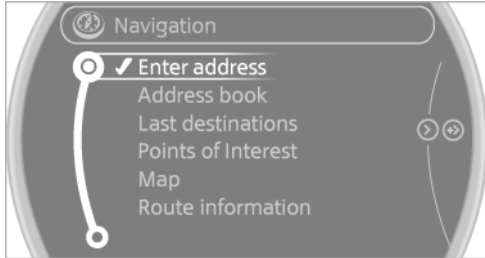 Navigation
Enter address
Address book
Last destinations
Points of Interest
Map
Route information